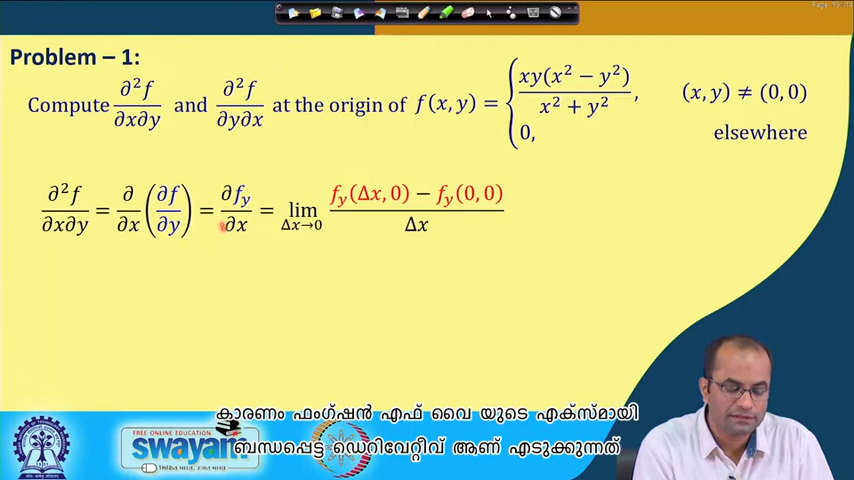 Problem – 1:
Compute ∂²f/∂x∂y and ∂²f/∂y∂x at the origin of f(x, y) = { xy(x² − y²)/(x² + y²), (x, y) ≠ (0, 0)
0, elsewhere
∂²f/∂x∂y = ∂/∂x (∂f/∂y) = ∂f_y/∂x = lim Δx→0 (f_y(Δx, 0) − f_y(0, 0))/Δx
കാരണം ഫംഗ്ഷൻ എഫ് വൈ യുടെ എക്സ്മായി
ബന്ധപ്പെട്ട ഡെറിവേറ്റീവ് ആണ് എടുക്കുന്നത്
FREE ONLINE EDUCATION
swayam